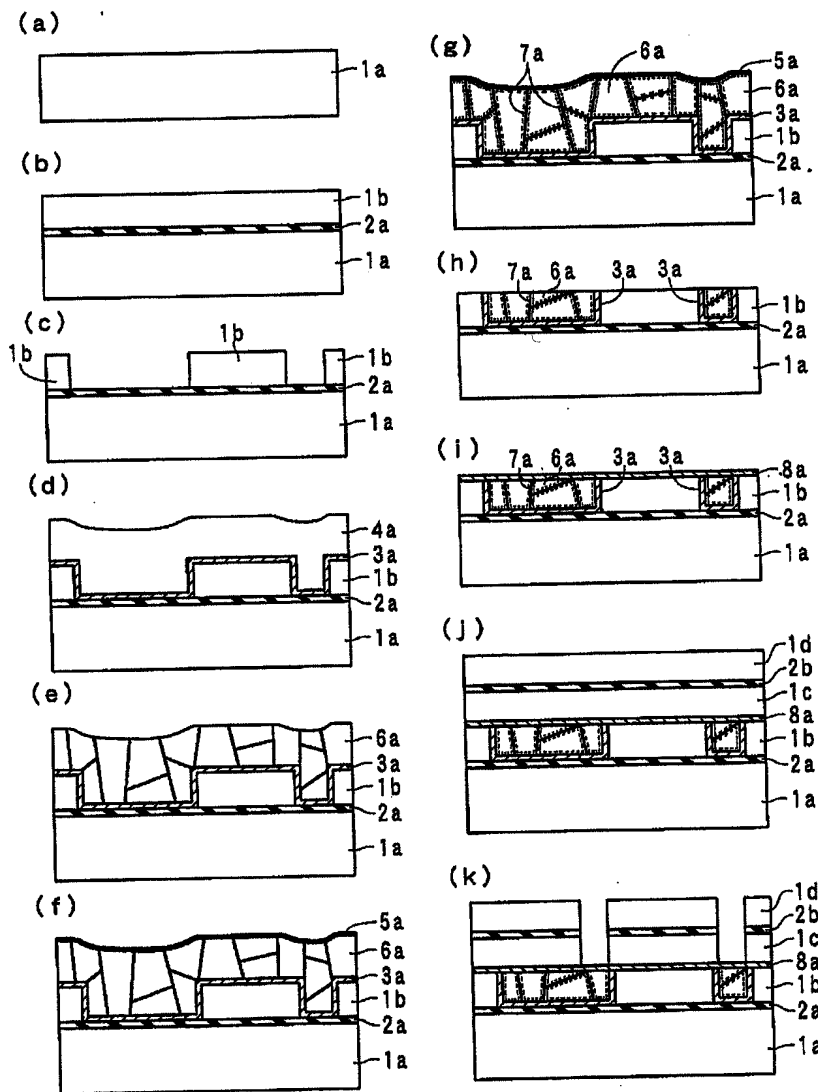 (a)
1a
(b)
1b
2a
1a
(c)
1b 1b 1b
2a
1a
(d)
4a
3a
1b
2a
1a
(e)
6a
3a
1b
2a
1a
(f)
5a
6a
3a
1b
2a
1a
(g)
7a 6a 5a
6a
3a
1b
2a
1a
(h)
7a 6a 3a 3a
1b
2a
1a
(i)
7a 6a 3a 3a 8a
1b
2a
1a
(j)
1d
2b
1c
8a
1b
2a
1a
(k)
1d
2b
1c
8a
1b
2a
1a